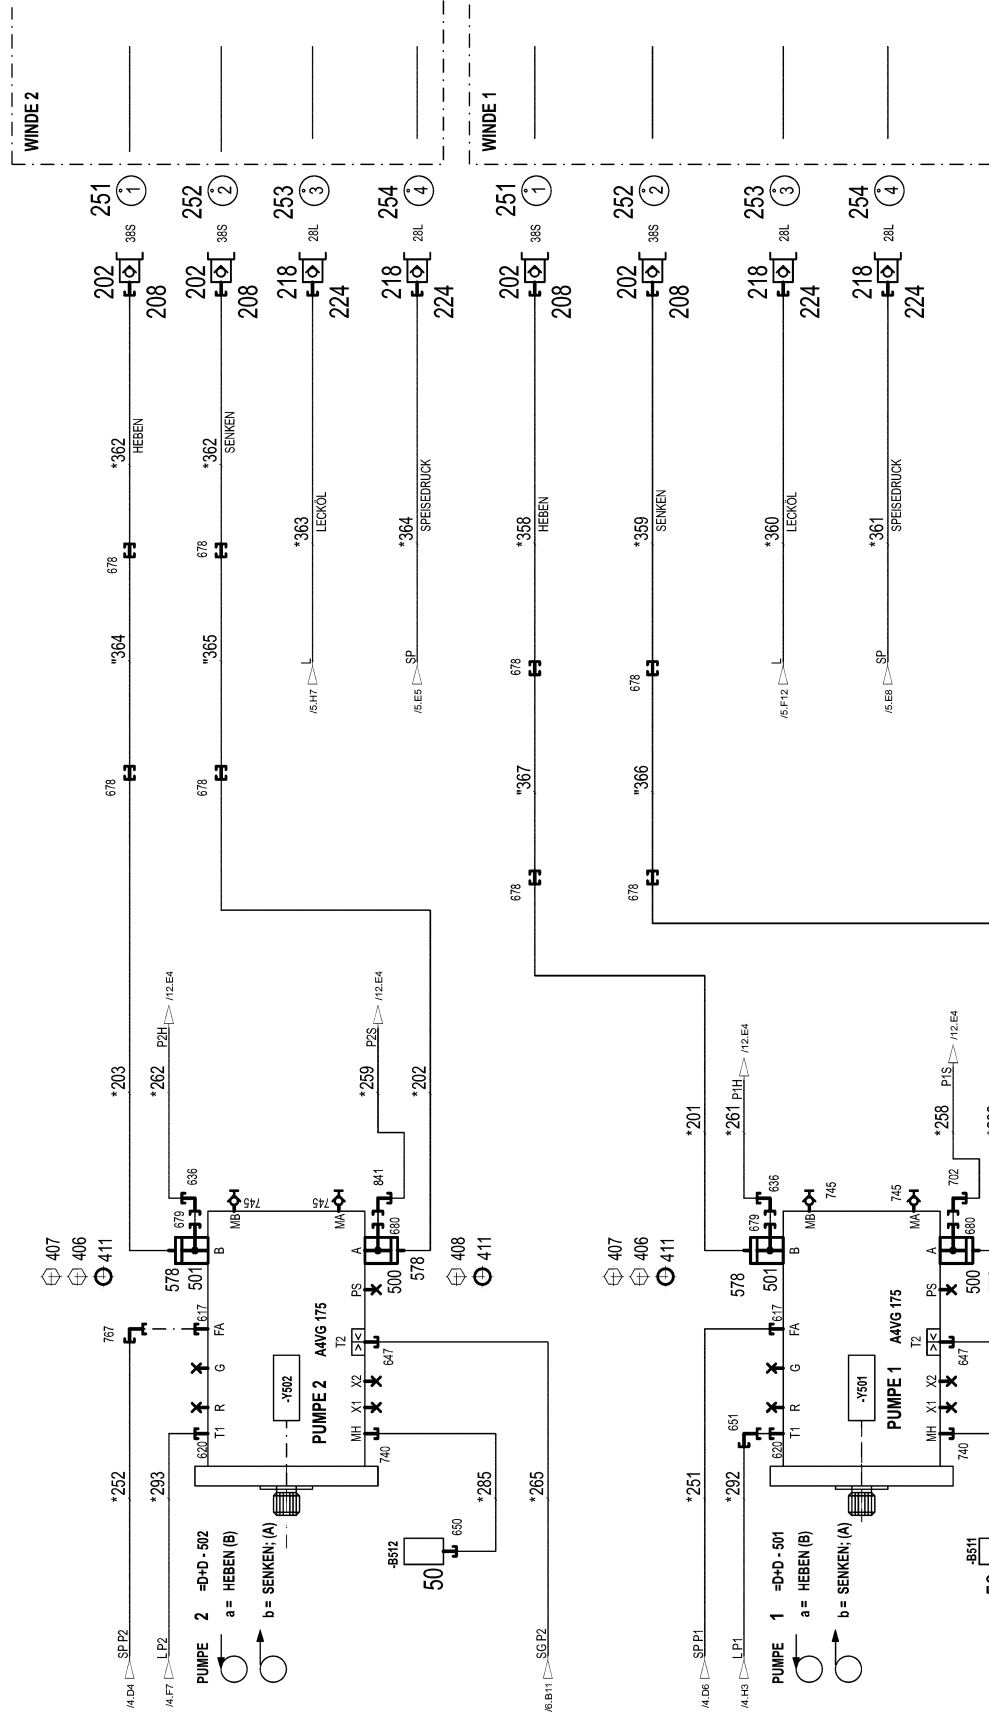 WINDE 2
251
1
38S
202
208
*362
HEBEN
678
"364
678
*203
252
2
38S
202
208
*362
SENKEN
678
"365
678
*202
253
3
28L
218
224
*363
LECKÖL
L
/5.H7
254
4
28L
218
224
*364
SPEISEDRUCK
SP
/5.E5
WINDE 1
251
1
38S
202
208
*358
HEBEN
678
"367
678
*201
252
2
38S
202
208
*359
SENKEN
678
"366
678
253
3
28L
218
224
*360
LECKÖL
L
/5.F12
254
4
28L
218
224
*361
SPEISEDRUCK
SP
/5.E8
/12.E4
P2H
*262
/12.E4
P2S
*259
407
406
411
578
501
679
636
B
MB
745
745
MA
A
680
841
500
578
408
411
PS
767
617
FA
G
R
T1
620
-Y502
PUMPE 2
A4VG 175
T2
647
X2
X1
MH
740
*252
*293
*285
*265
-B512
50
650
PUMPE 2 =D+D - 502
a = HEBEN (B)
b = SENKEN; (A)
SP P2
/4.D4
L P2
/4.F7
SG P2
/6.B11
/12.E4
P1H
*261
/12.E4
P1S
*258
407
406
411
578
501
679
636
B
MB
745
745
MA
A
680
702
500
PS
617
FA
G
R
T1
620
651
-Y501
PUMPE 1
A4VG 175
T2
647
X2
X1
MH
740
*251
*292
-B511
PUMPE 1 =D+D - 501
a = HEBEN (B)
b = SENKEN; (A)
SP P1
/4.D6
L P1
/4.H3